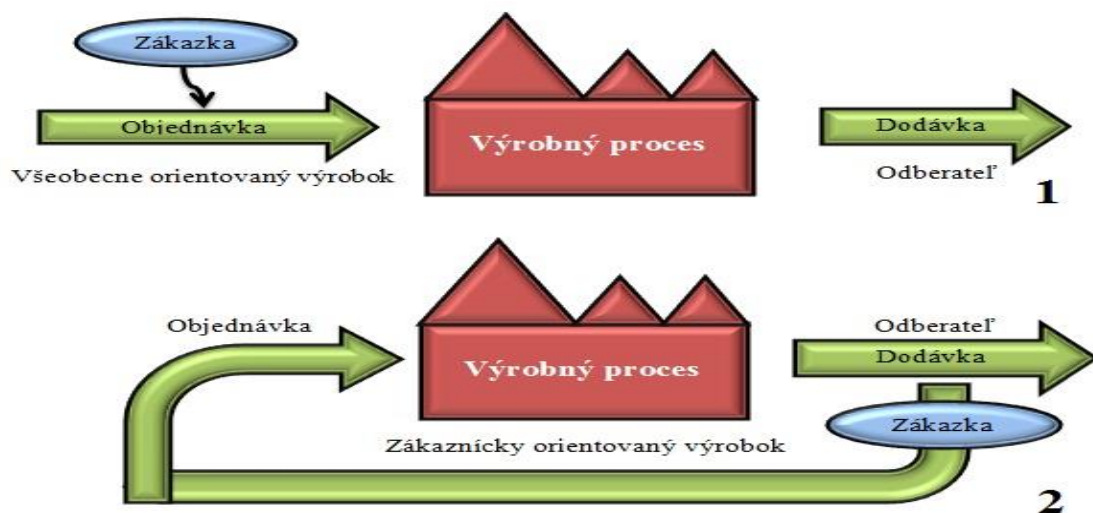 Zákazka
Objednávka
Všeobecne orientovaný výrobok
Výrobný proces
Dodávka
Odberateľ
1
Objednávka
Výrobný proces
Zákaznícky orientovaný výrobok
Odberateľ
Dodávka
Zákazka
2